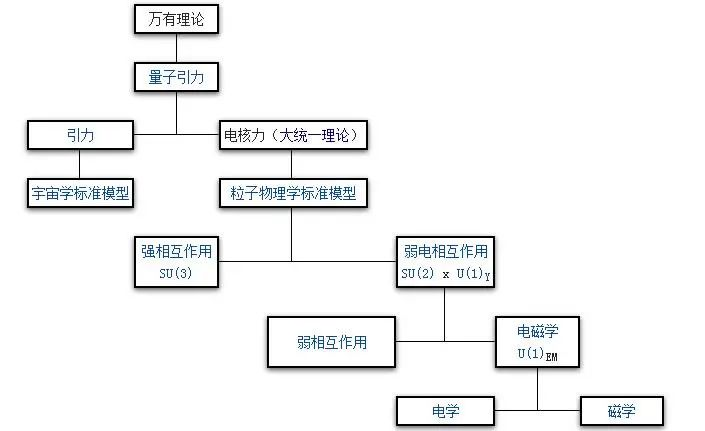 万有理论
量子引力
引力
电核力（大统一理论）
宇宙学标准模型
粒子物理学标准模型
强相互作用
SU(3)
弱电相互作用
SU(2) x U(1)Y
弱相互作用
电磁学
U(1)EM
电学
磁学